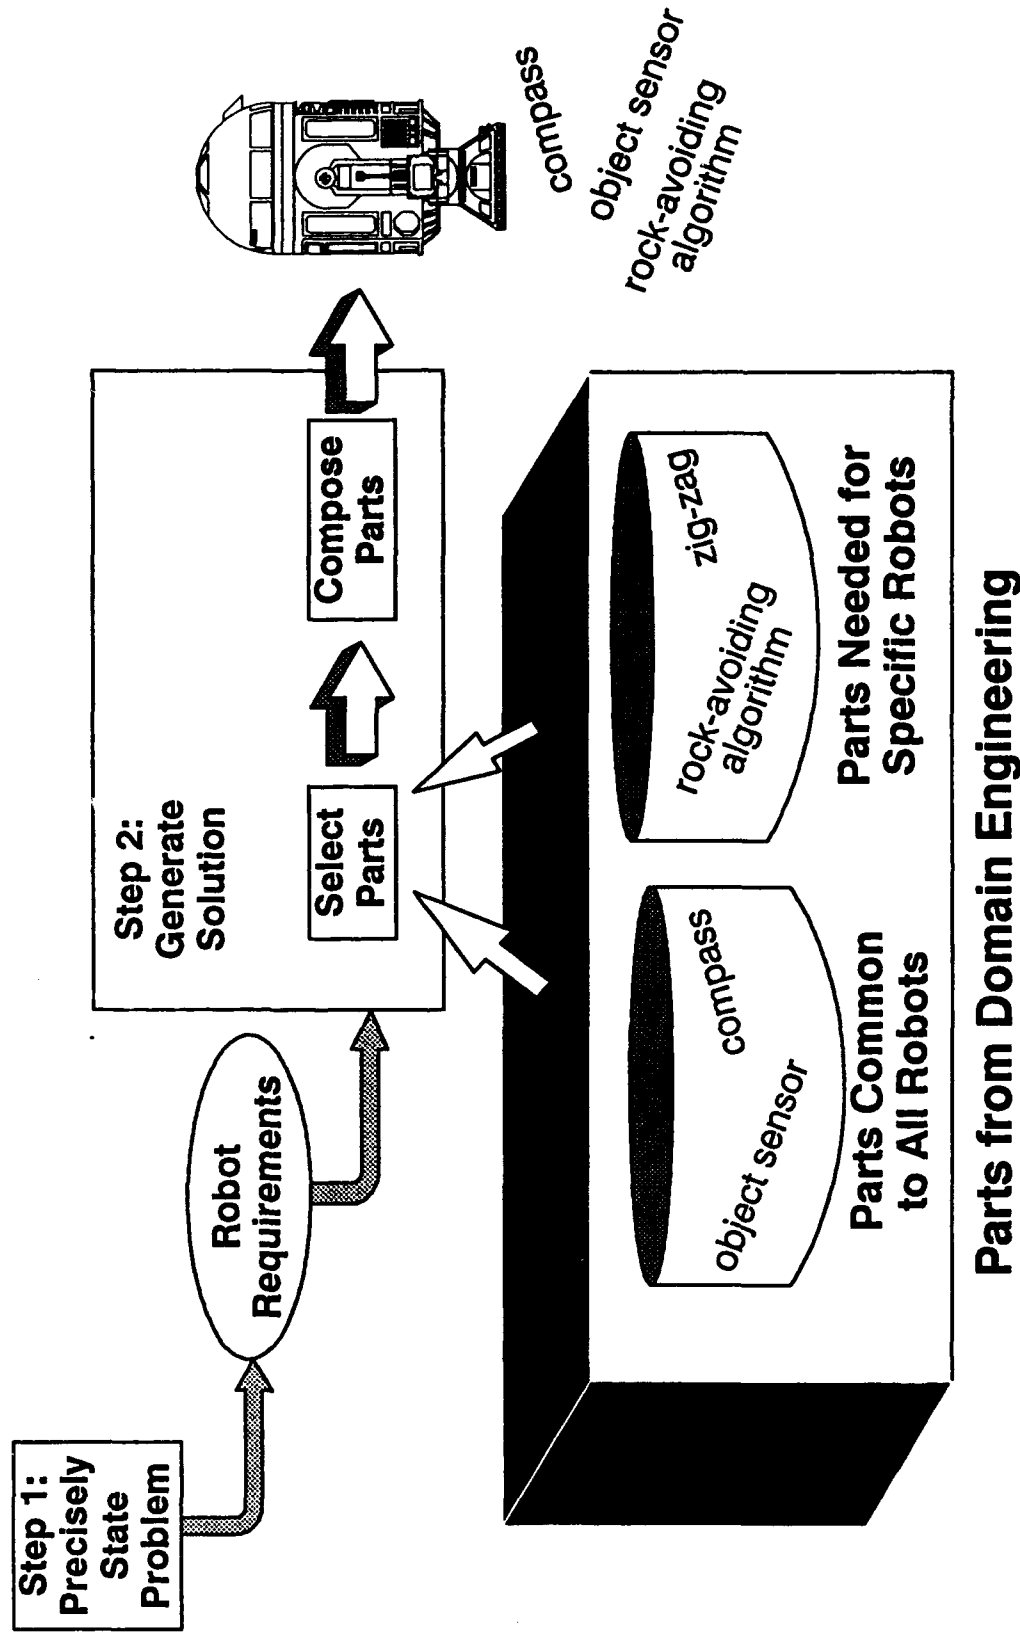 Step 1:
Precisely
State
Problem
Robot
Requirements
Step 2:
Generate
Solution
Select
Parts
Compose
Parts
compass
object sensor
rock-avoiding
algorithm
compass
object sensor
Parts Common
to All Robots
zig-zag
rock-avoiding
algorithm
Parts Needed for
Specific Robots
Parts from Domain Engineering